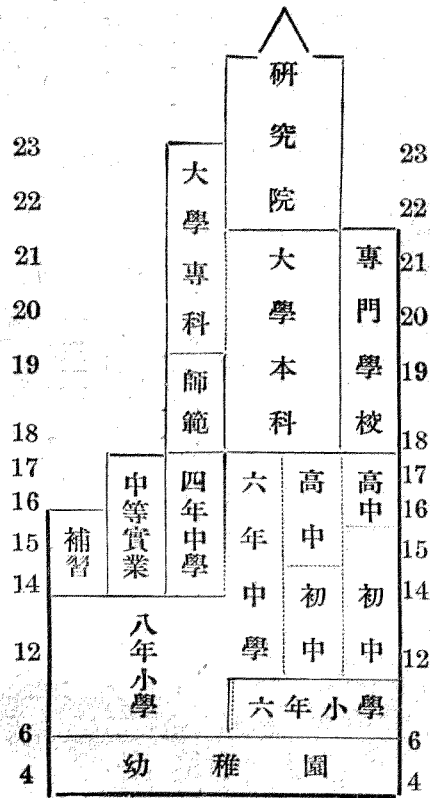 研究院
大學專科
師範
大學本科
專門學校
補習
中等實業
四年中學
六年中學
高中
初中
高中
初中
八年小學
六年小學
幼稚園
23
22
21
20
19
18
17
16
15
14
12
6
4
23
22
21
20
19
18
17
16
15
14
12
6
4